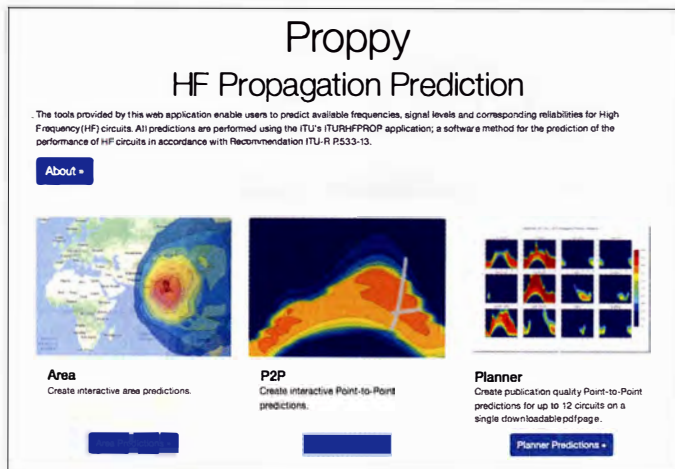 Proppy
HF Propagation Prediction
. The tools provided by this web application enable users to predict available frequencies, signal levels and corresponding reliabilities for High
Frequency (HF) circuits. All predictions are performed using the ITU's ITURHFPROP application; a software method for the prediction of the
performance of HF circuits in accordance with Recommendation ITU-R P.533-13.
About »
Area
Create interactive area predictions.
Area Predictions »
P2P
Create interactive Point-to-Point
predictions.
Planner
Create publication quality Point-to-Point
predictions for up to 12 circuits on a
single downloadable pdf page.
Planner Predictions »